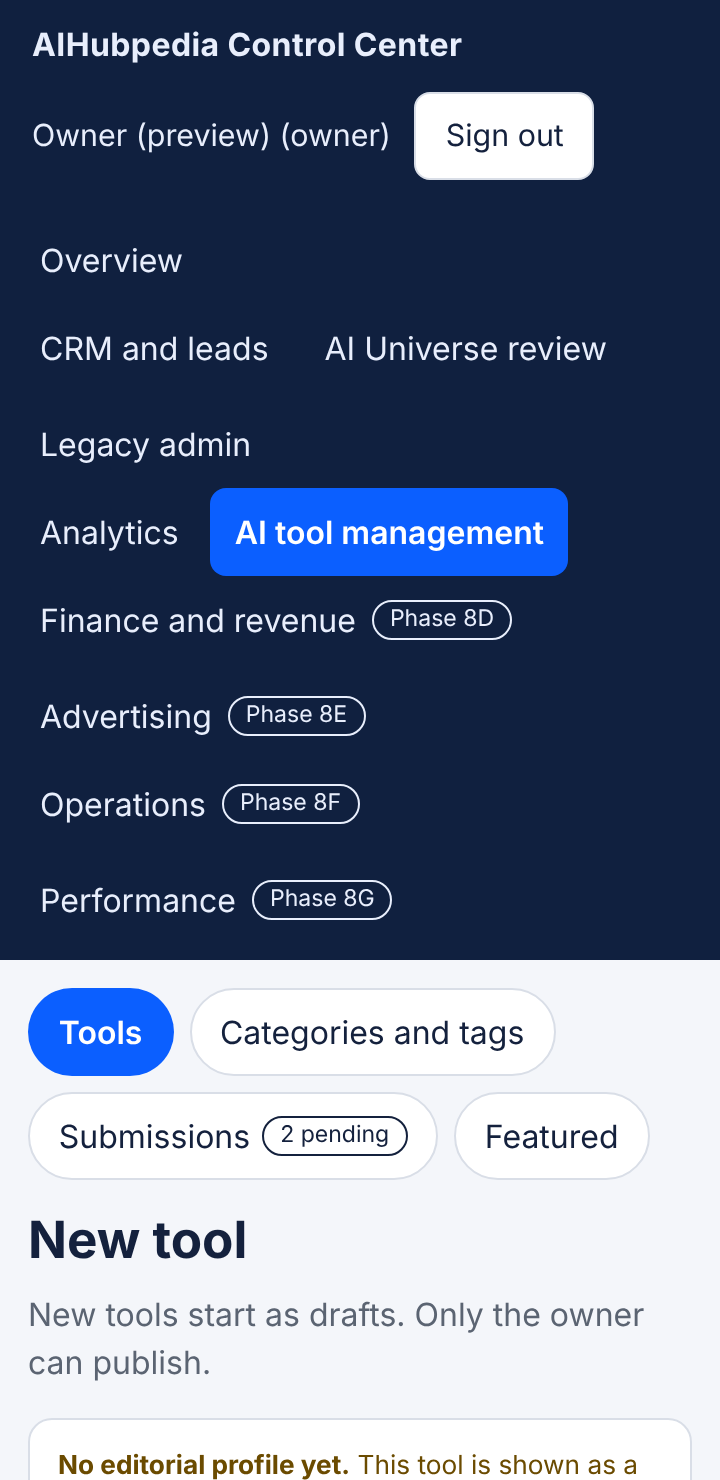 AIHubpedia Control Center
Owner (preview) (owner) Sign out
Overview
CRM and leads AI Universe review
Legacy admin
Analytics AI tool management
Finance and revenue Phase 8D
Advertising Phase 8E
Operations Phase 8F
Performance Phase 8G
Tools Categories and tags
Submissions 2 pending Featured
New tool
New tools start as drafts. Only the owner
can publish.
No editorial profile yet. This tool is shown as a